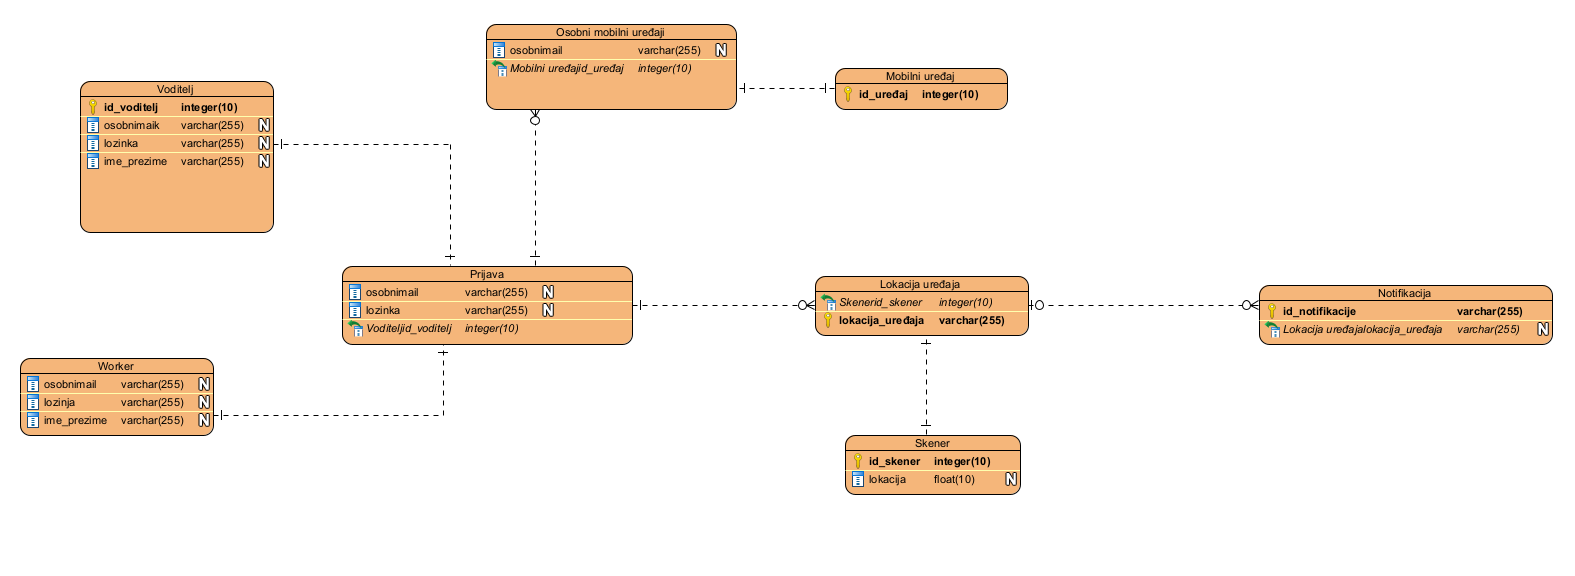 Osobni mobilni uređaji
osobnimail varchar(255) N
Mobilni uređajid_uređaj integer(10)
Mobilni uređaj
id_uređaj integer(10)
Voditelj
id_voditelj integer(10)
osobnimaik varchar(255) N
lozinka varchar(255) N
ime_prezime varchar(255) N
Prijava
osobnimail varchar(255) N
lozinka varchar(255) N
Voditeljid_voditelj integer(10)
Lokacija uređaja
Skenerid_skener integer(10)
lokacija_uređaja varchar(255)
Notifikacija
id_notifikacije varchar(255)
Lokacija uređajalokacija_uređaja varchar(255) N
Worker
osobnimail varchar(255) N
lozinja varchar(255) N
ime_prezime varchar(255) N
Skener
id_skener integer(10)
lokacija float(10) N